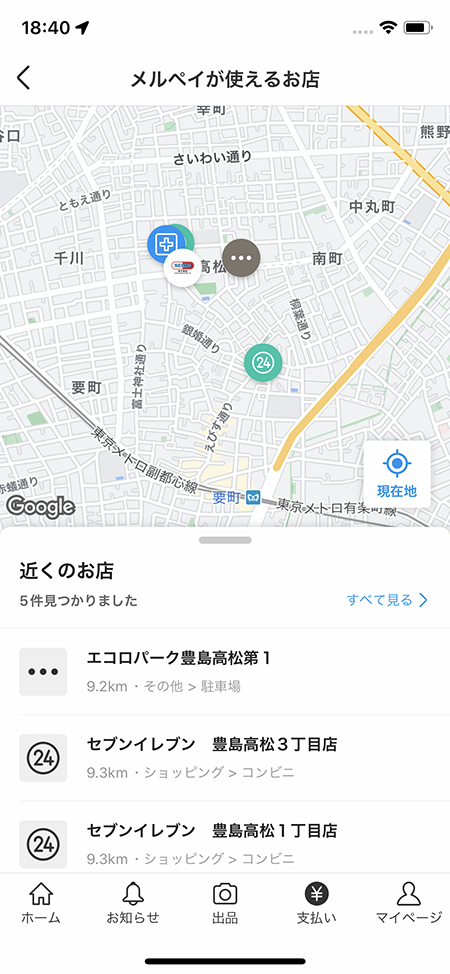 18:40
メルペイが使えるお店
幸町
谷口
熊野
さいわい通り
ともえ通り
中丸町
千川
高松
南町
桐葉通り
銀婚通り
24
富士神社通り
要町
えびす通り
東京メトロ副都心線
赤蟻通り
現在地
Google
要町
東京メトロ有楽町線
近くのお店
5件見つかりました
すべて見る
エコロパーク豊島高松第1
9.2km・その他 > 駐車場
24
セブンイレブン 豊島高松3丁目店
9.3km・ショッピング > コンビニ
24
セブンイレブン 豊島高松1丁目店
9.3km・ショッピング > コンビニ
ホーム
お知らせ
出品
支払い
マイページ